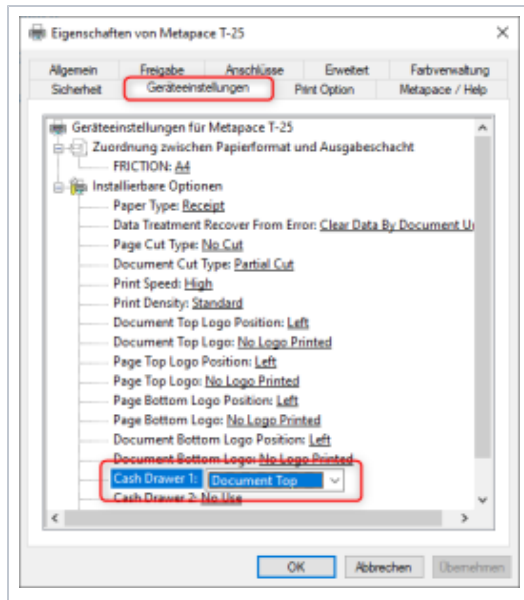 Eigenschaften von Metapace T-25
Allgemein Freigabe Anschlüsse Erweitert Farbverwaltung
Sicherheit Geräteeinstellungen Print Option Metapace / Help
Geräteeinstellungen für Metapace T-25
Zuordnung zwischen Papierformat und Ausgabeschacht
FRICTION: A4
Installierbare Optionen
Paper Type: Receipt
Data Treatment Recover From Error: Clear Data By Document
Page Cut Type: No Cut
Document Cut Type: Partial Cut
Print Speed: High
Print Density: Standard
Document Top Logo Position: Left
Document Top Logo: No Logo Printed
Page Top Logo Position: Left
Page Top Logo: No Logo Printed
Page Bottom Logo Position: Left
Page Bottom Logo: No Logo Printed
Document Bottom Logo Position: Left
Document Bottom Logo: No Logo Printed
Cash Drawer 1: Document Top
Cash Drawer 2: No Use
OK Abbrechen Übernehmen